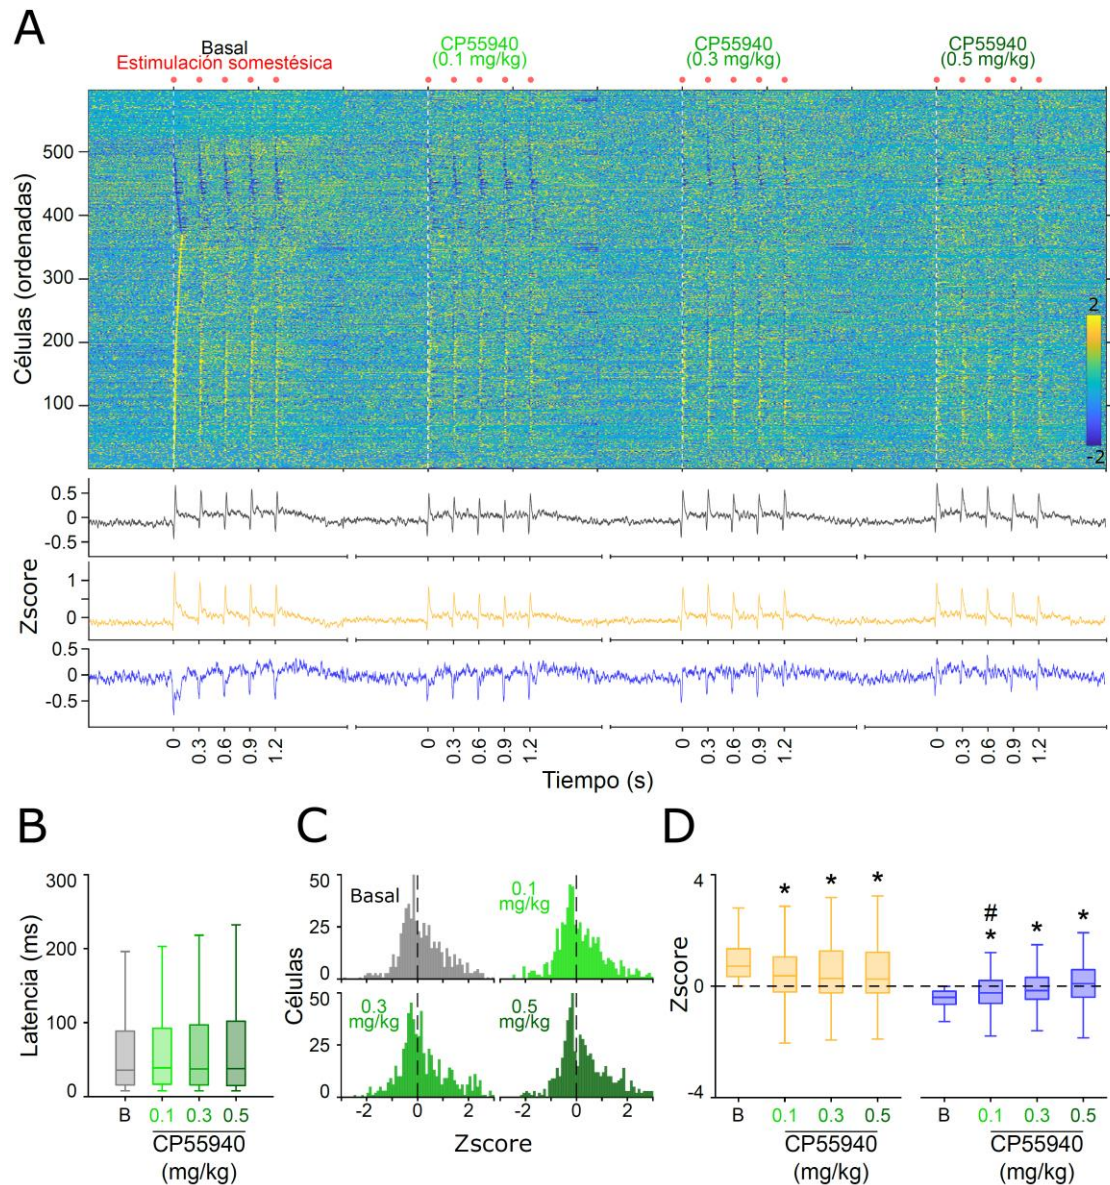 A
Basal
Estimulación somestésica
CP55940
(0.1 mg/kg)
CP55940
(0.3 mg/kg)
CP55940
(0.5 mg/kg)
Células (ordenadas)
500
400
300
200
100
2
-2
Zscore
0.5
0
-0.5
1
0
0.5
0
-0.5
0 0.3 0.6 0.9 1.2 0 0.3 0.6 0.9 1.2 0 0.3 0.6 0.9 1.2 0 0.3 0.6 0.9 1.2
Tiempo (s)
B
Latencia (ms)
300
200
100
0
B 0.1 0.3 0.5
CP55940
(mg/kg)
C
Células
50
25
0
50
25
0
Basal
0.1
mg/kg
0.3
mg/kg
0.5
mg/kg
-2 0 2 -2 0 2
Zscore
D
Zscore
4
0
-4
* * * # * * *
B 0.1 0.3 0.5 B 0.1 0.3 0.5
CP55940 CP55940
(mg/kg) (mg/kg)